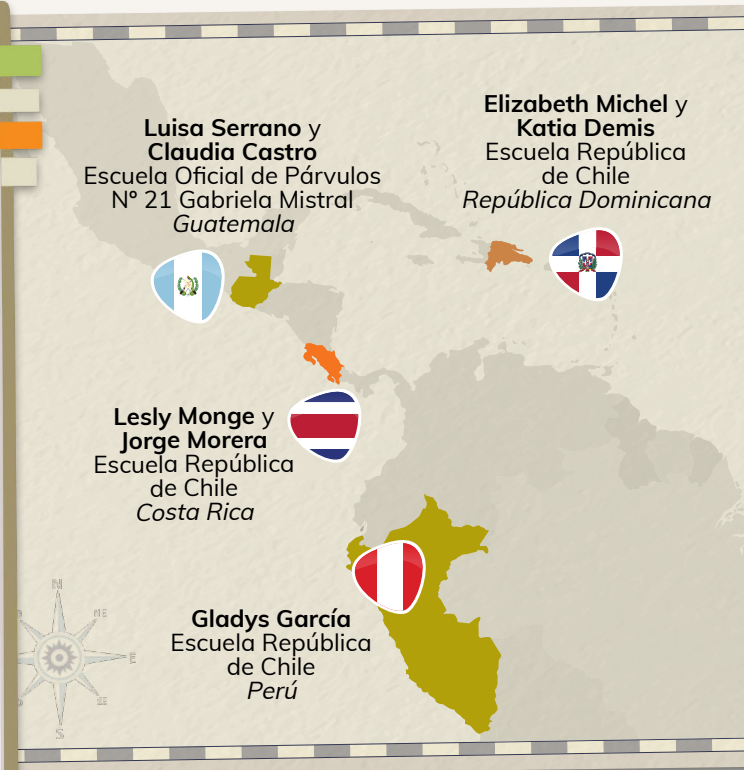 Elizabeth Michel y
Katia Demis
Escuela República
de Chile
República Dominicana
Luisa Serrano y
Claudia Castro
Escuela Oficial de Párvulos
Nº 21 Gabriela Mistral
Guatemala
Lesly Monge y
Jorge Morera
Escuela República
de Chile
Costa Rica
Gladys García
Escuela República
de Chile
Perú
N
NE
SE
S